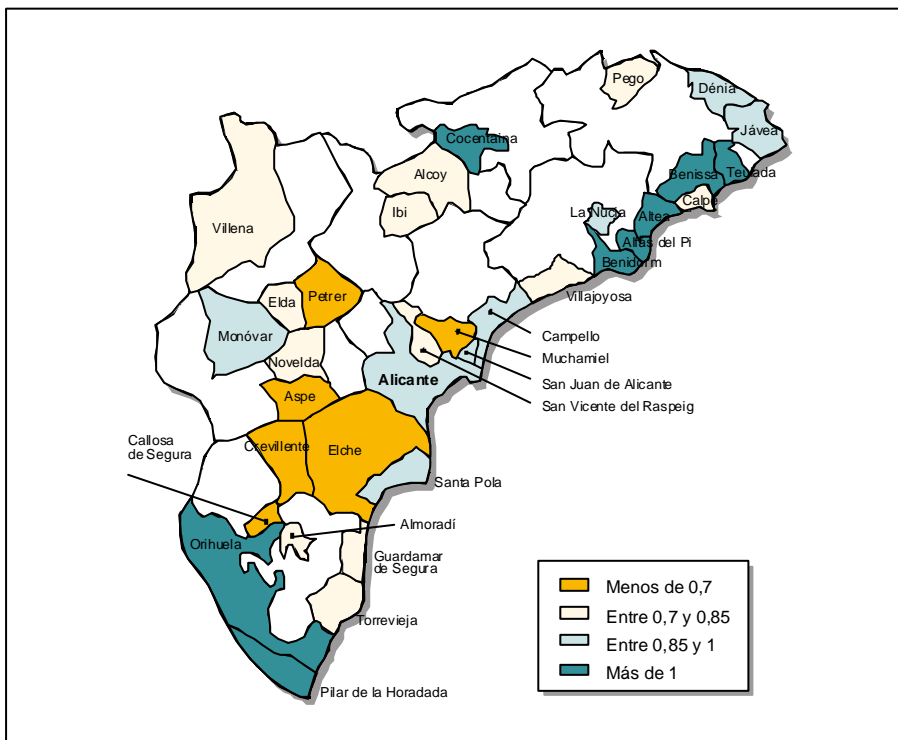 Pego
Dénia
Jávea
Cocentaina
Benissa
Teulada
Alcoy
Calpe
Ibi
La Nucia
Altea
Villena
Alfas del Pi
Benidorm
Petrer
Elda
Villajoyosa
Monóvar
Campello
Novelda
Muchamiel
Alicante
San Juan de Alicante
Aspe
San Vicente del Raspeig
Callosa
de Segura
Crevillente
Elche
Santa Pola
Almoradí
Orihuela
Guardamar
de Segura
Torrevieja
Pilar de la Horadada
Menos de 0,7
Entre 0,7 y 0,85
Entre 0,85 y 1
Más de 1